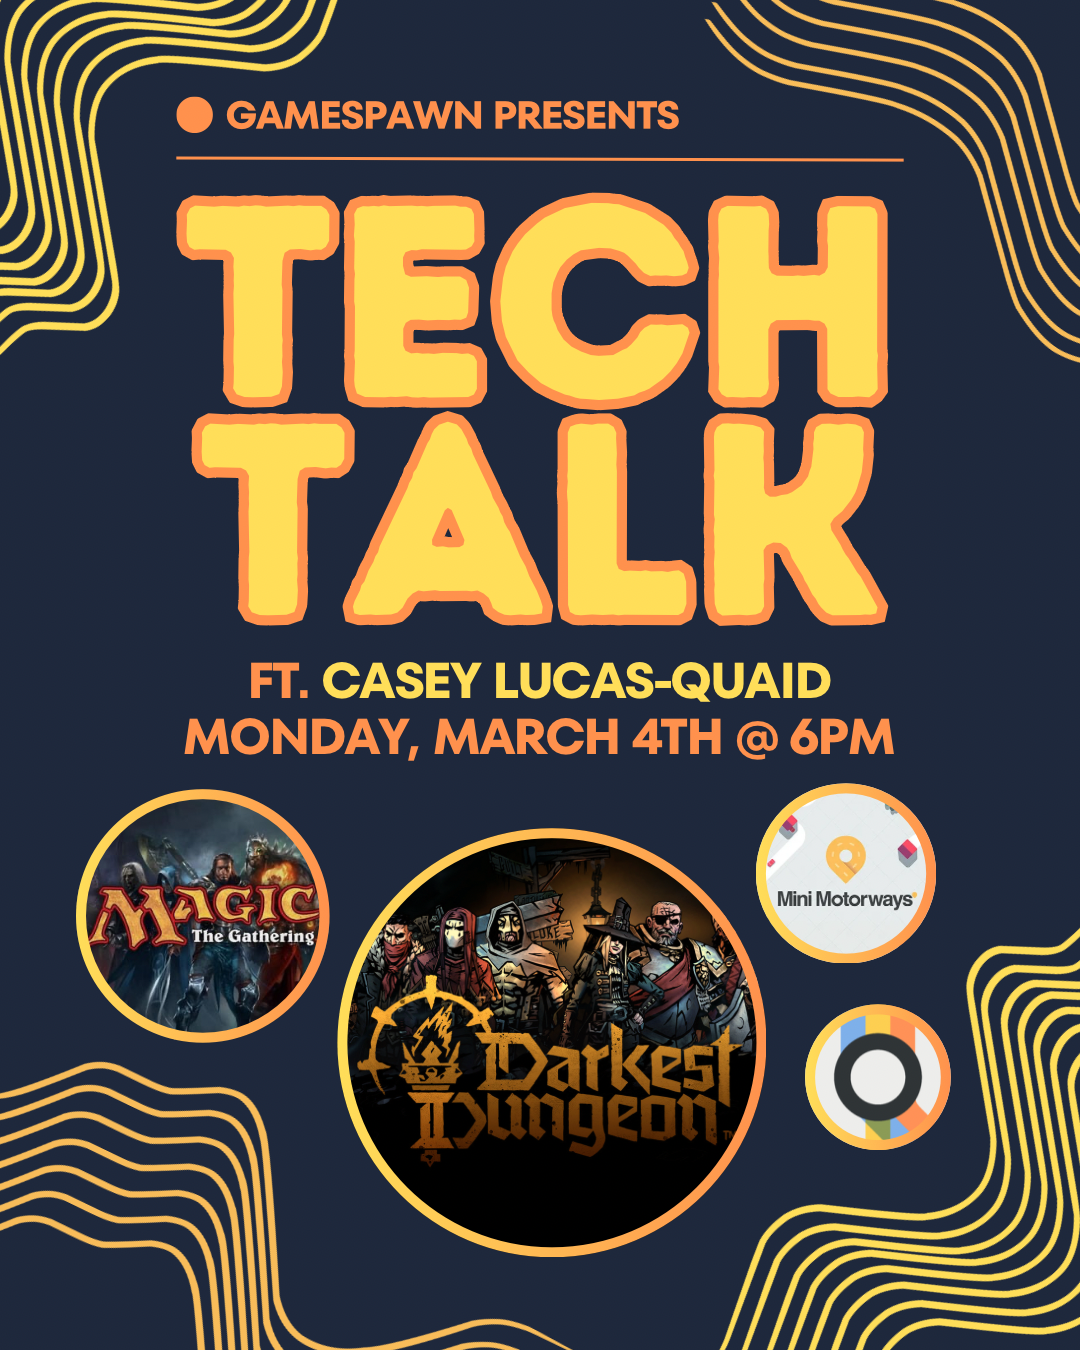 GAMESPAWN PRESENTS
TECH
TALK
FT. CASEY LUCAS-QUAID
MONDAY, MARCH 4TH @ 6PM
MAGIC
The Gathering
Mini Motorways
Darkest
Dungeon